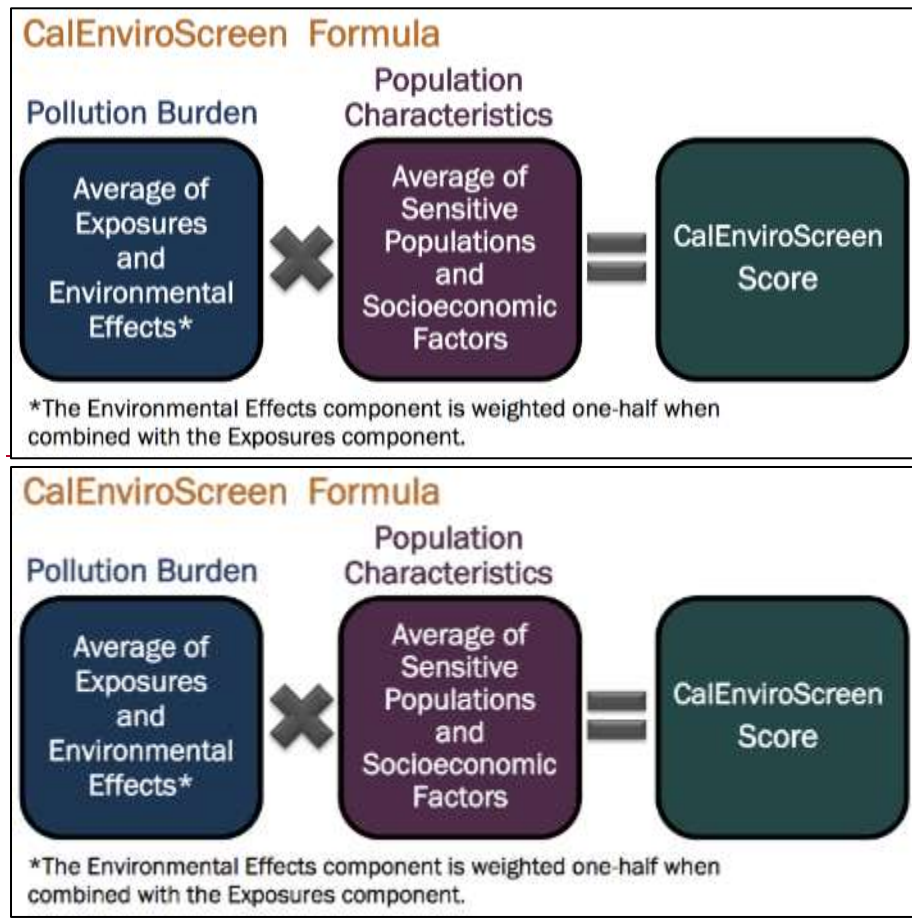 CalEnviroScreen Formula
Pollution Burden
Population
Characteristics
Average of
Exposures
and
Environmental
Effects*
Average of
Sensitive
Populations
and
Socioeconomic
Factors
CalEnviroScreen
Score
*The Environmental Effects component is weighted one-half when
combined with the Exposures component.
CalEnviroScreen Formula
Pollution Burden
Population
Characteristics
Average of
Exposures
and
Environmental
Effects*
Average of
Sensitive
Populations
and
Socioeconomic
Factors
CalEnviroScreen
Score
*The Environmental Effects component is weighted one-half when
combined with the Exposures component.